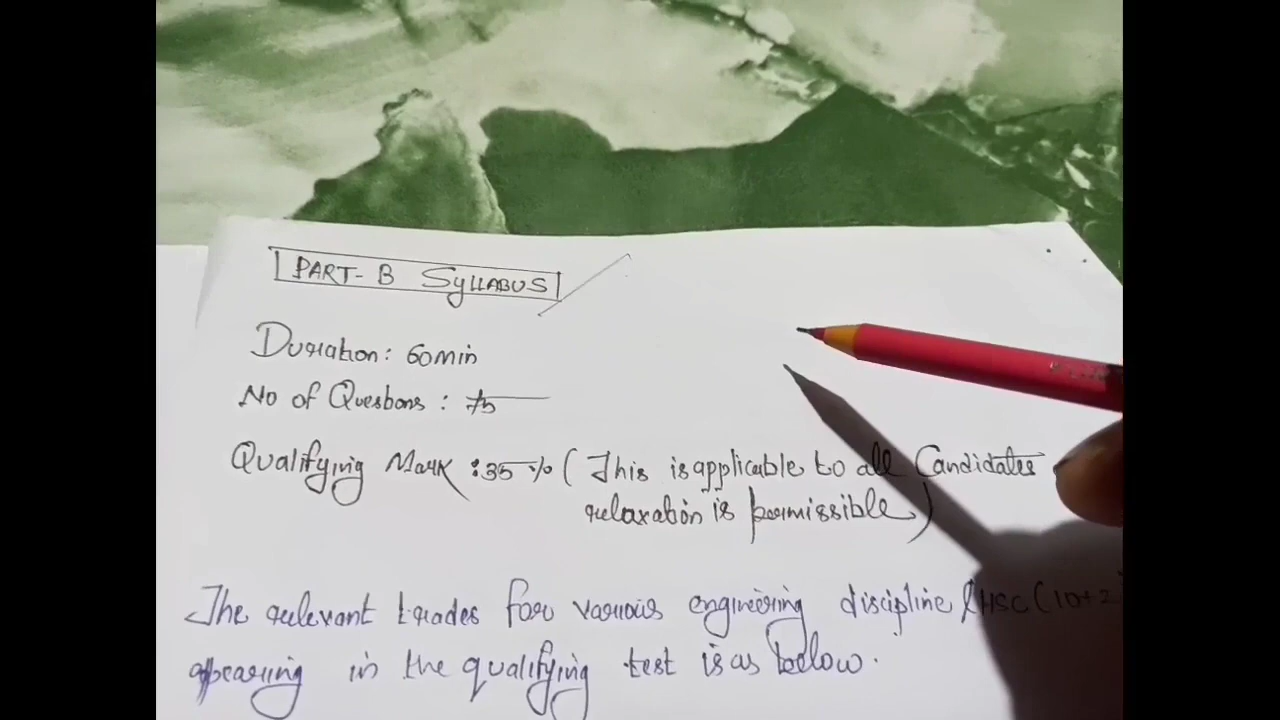 PART-B SyLLABUS
Duration: 60min
No of Questions : 75
Qualifying Mark :35 % ( This is applicable to all Candidates
relaxation is permissible )
The relevant trades for various engineering discipline & HSC (10+2)
appearing in the qualifying test is as below.